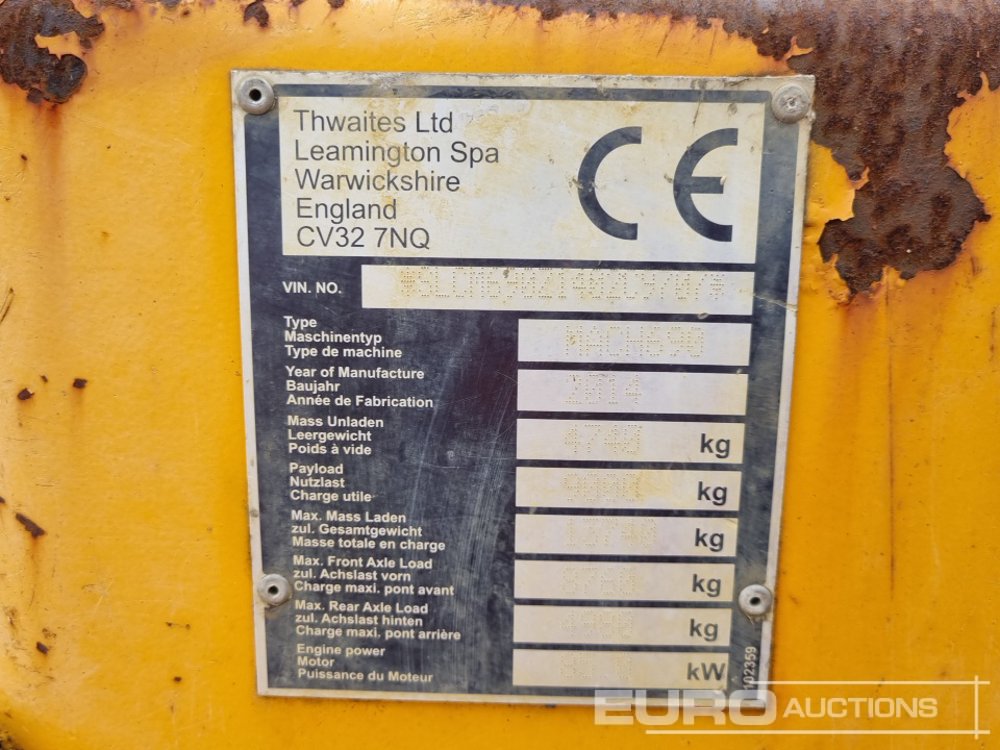 Thwaites Ltd
Leamington Spa
Warwickshire
England
CV32 7NQ
CE
VIN. NO.
Type
Maschinentyp
Type de machine
MACH690
Year of Manufacture
Baujahr
Année de Fabrication
2014
Mass Unladen
Leergewicht
Poids à vide
4740 kg
Payload
Nutzlast
Charge utile
kg
Max. Mass Laden
zul. Gesamtgewicht
Masse totale en charge
13740 kg
Max. Front Axle Load
zul. Achslast vorn
Charge maxi. pont avant
kg
Max. Rear Axle Load
zul. Achslast hinten
Charge maxi. pont arrière
kg
Engine power
Motor
Puissance du Moteur
kW
102359
EURO AUCTIONS